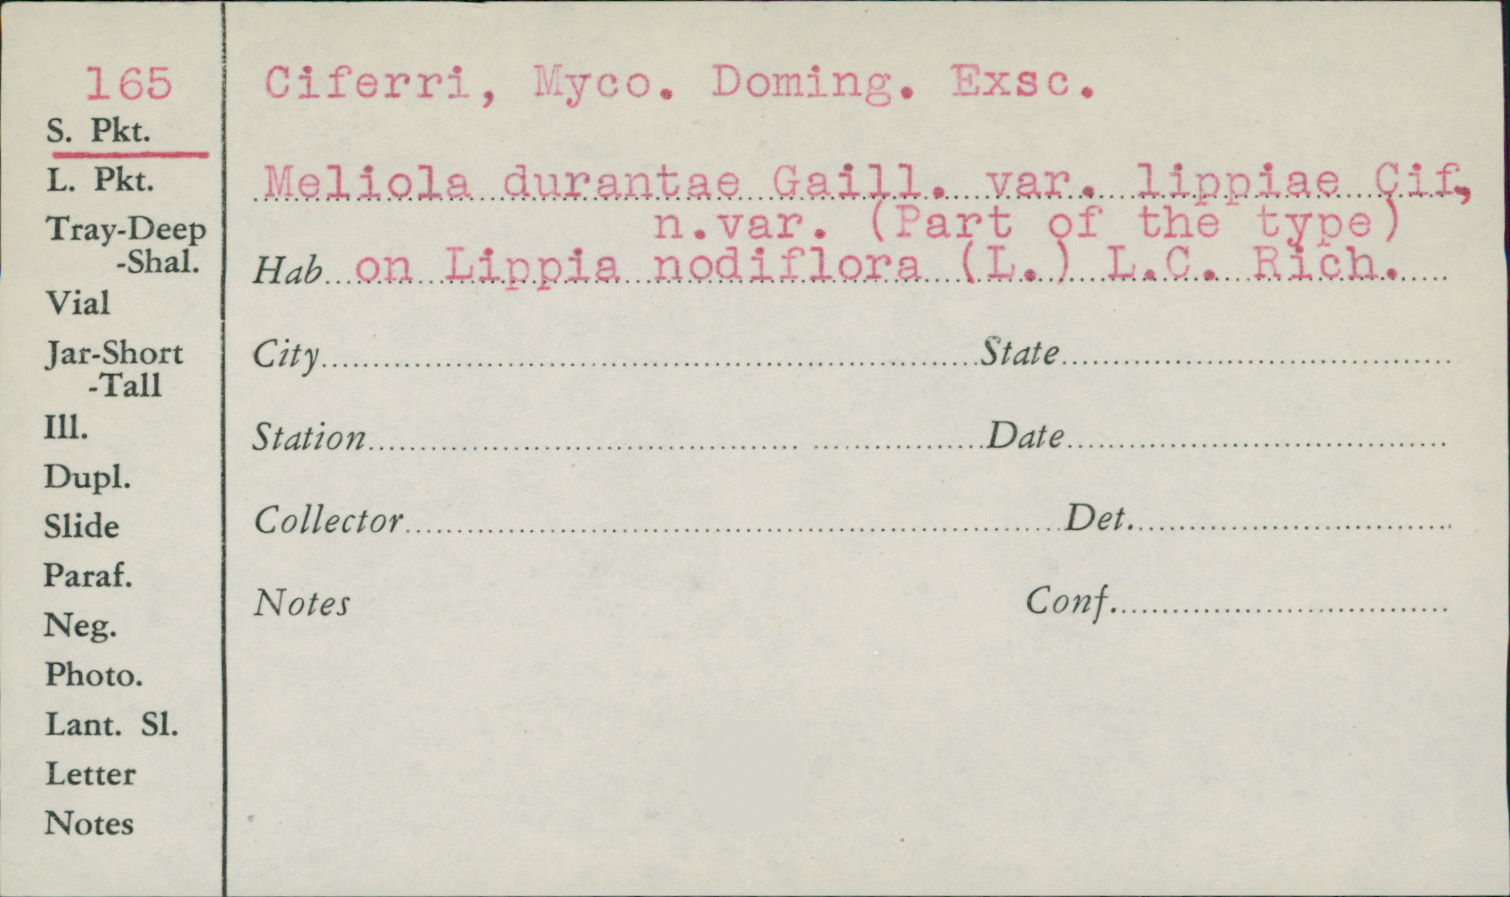 165
S. Pkt.
L. Pkt.
Tray-Deep
-Shal.
Vial
Jar-Short
-Tall
Ill.
Dupl.
Slide
Paraf.
Neg.
Photo.
Lant. Sl.
Letter
Notes
Ciferri, Myco. Doming. Exsc.
Meliola durantae Gaill. var. lippiae Cif,
n.var. (Part of the type)
Hab on Lippia nodiflora (L.) L.C. Rich.
City State
Station Date
Collector Det.
Notes Conf.